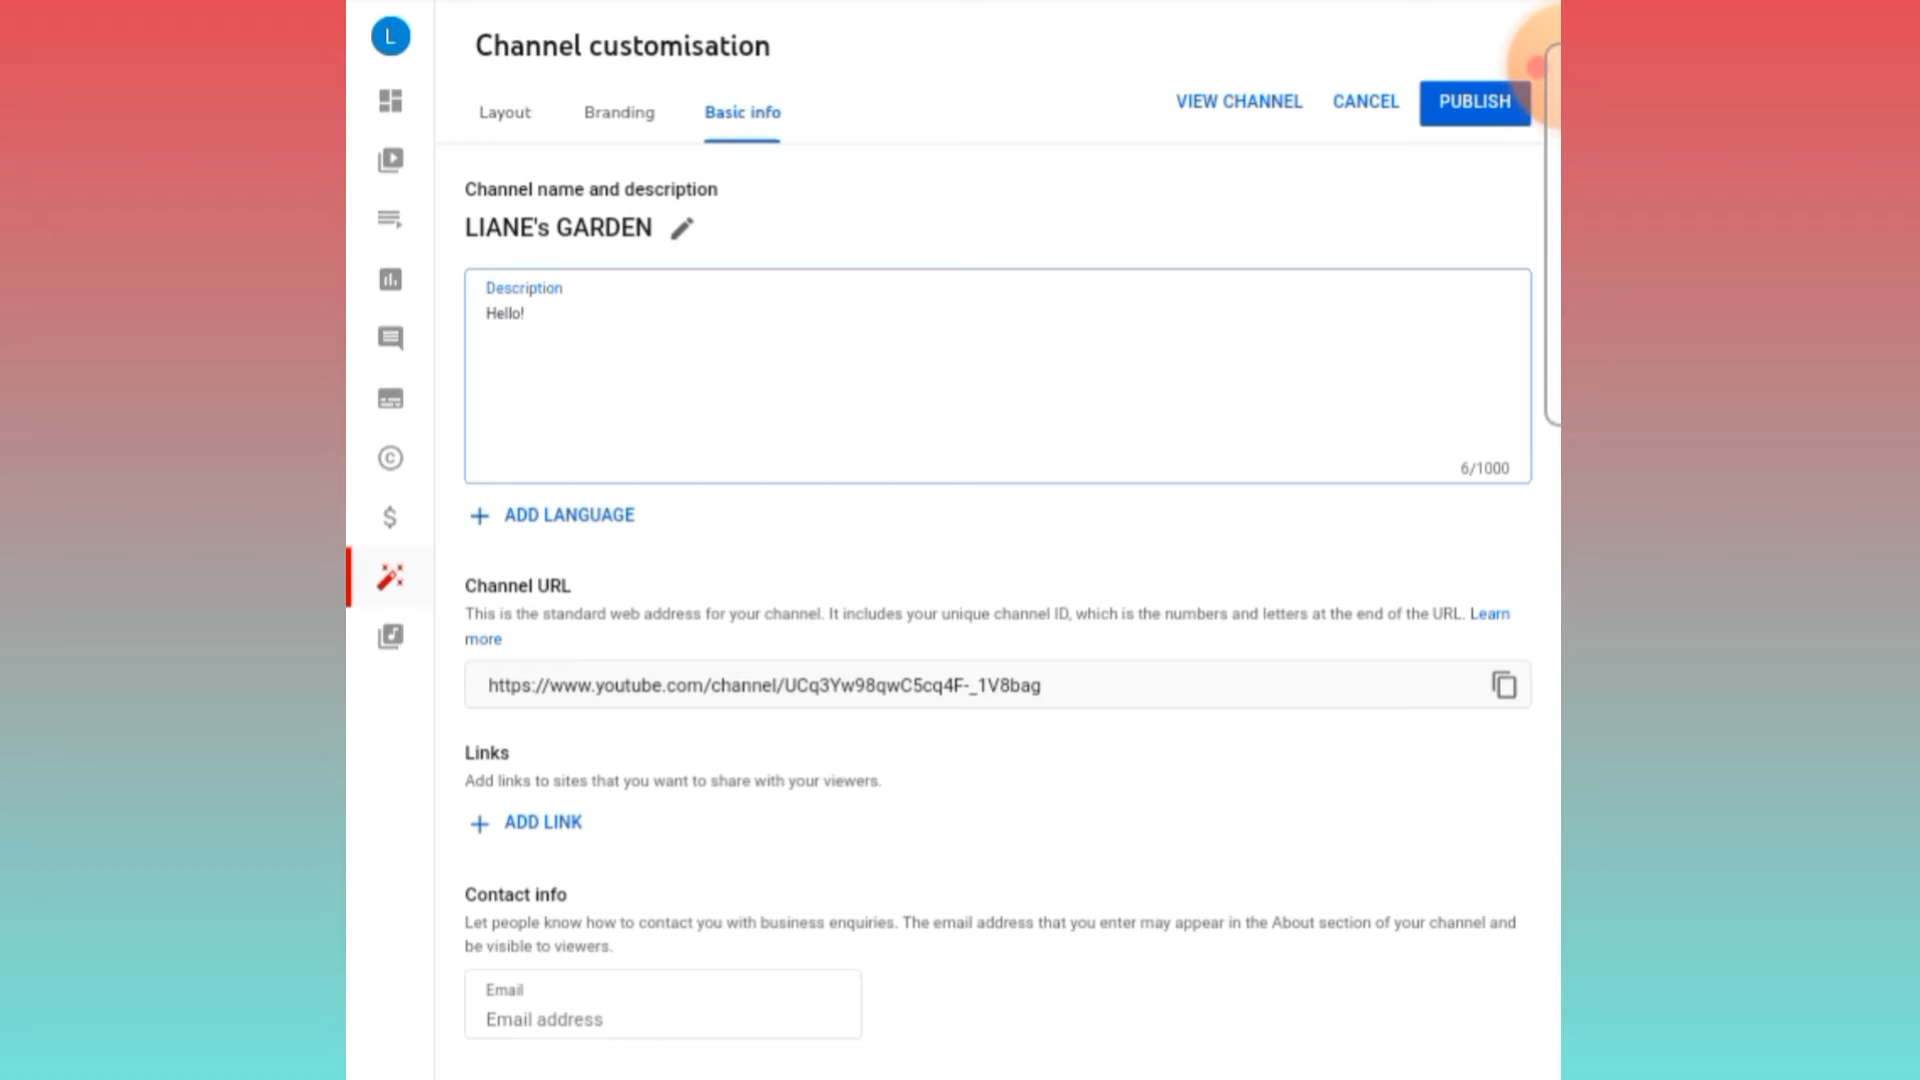 L
Channel customisation
Layout
Branding
Basic info
VIEW CHANNEL
CANCEL
PUBLISH
Channel name and description
LIANE's GARDEN
Description
Hello!
6/1000
+ ADD LANGUAGE
Channel URL
This is the standard web address for your channel. It includes your unique channel ID, which is the numbers and letters at the end of the URL. Learn
more
https://www.youtube.com/channel/UCq3Yw98qwC5cq4F-_1V8bag
Links
Add links to sites that you want to share with your viewers.
+ ADD LINK
Contact info
Let people know how to contact you with business enquiries. The email address that you enter may appear in the About section of your channel and
be visible to viewers.
Email
Email address